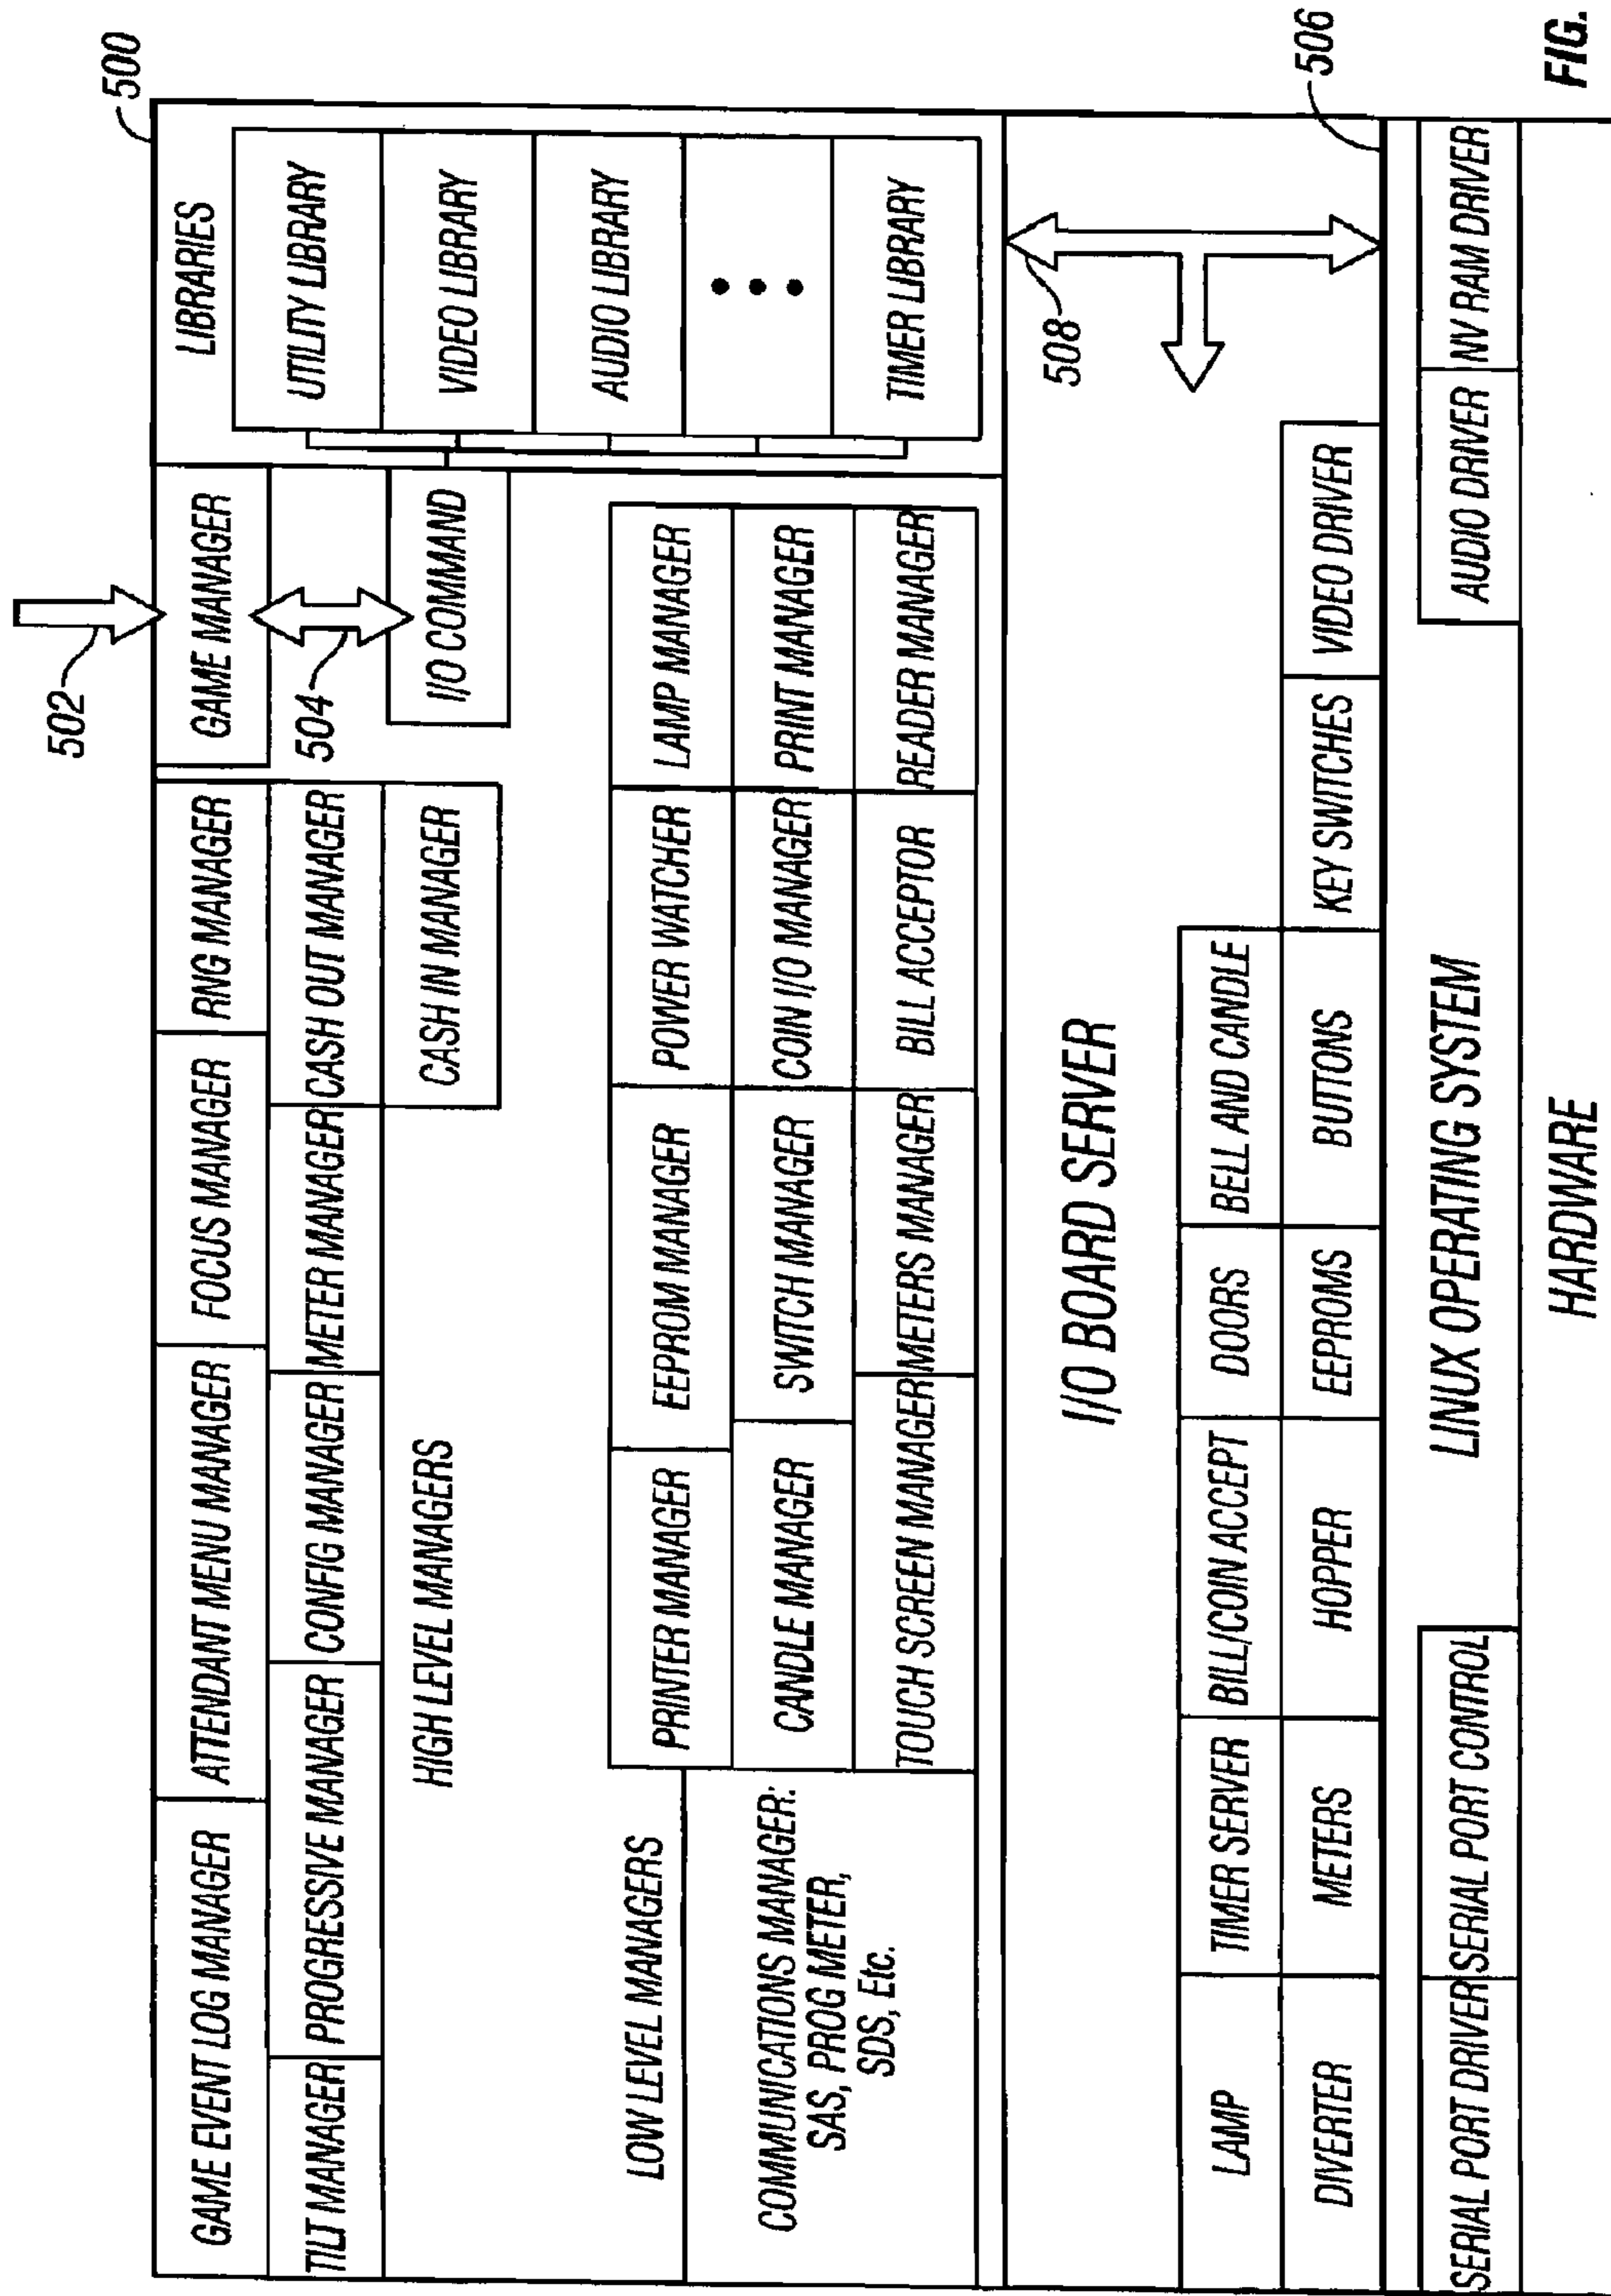 502
500
GAME EVENT LOG MANAGER
ATTENDANT MENU MANAGER
FOCUS MANAGER
RNG MANAGER
GAME MANAGER
LIBRARIES
TILT MANAGER
PROGRESSIVE MANAGER
CONFIG MANAGER
METER MANAGER
CASH OUT MANAGER
504
UTILITY LIBRARY
HIGH LEVEL MANAGERS
CASH IN MANAGER
I/O COMMAND
VIDEO LIBRARY
AUDIO LIBRARY
TIMER LIBRARY
LOW LEVEL MANAGERS
PRINTER MANAGER
EEPROM MANAGER
POWER WATCHER
LAMP MANAGER
COMMUNICATIONS MANAGER:
SAS, PROG METER,
SDS, Etc.
CANDLE MANAGER
SWITCH MANAGER
COIN I/O MANAGER
PRINT MANAGER
TOUCH SCREEN MANAGER
METERS MANAGER
BILL ACCEPTOR
READER MANAGER
I/O BOARD SERVER
508
LAMP
TIMER SERVER
BILL/COIN ACCEPT
DOORS
BELL AND CANDLE
DIVERTER
METERS
HOPPER
EEPROMS
BUTTONS
KEY SWITCHES
VIDEO DRIVER
506
SERIAL PORT DRIVER
SERIAL PORT CONTROL
LINUX OPERATING SYSTEM
AUDIO DRIVER
NV RAM DRIVER
HARDWARE
FIG.